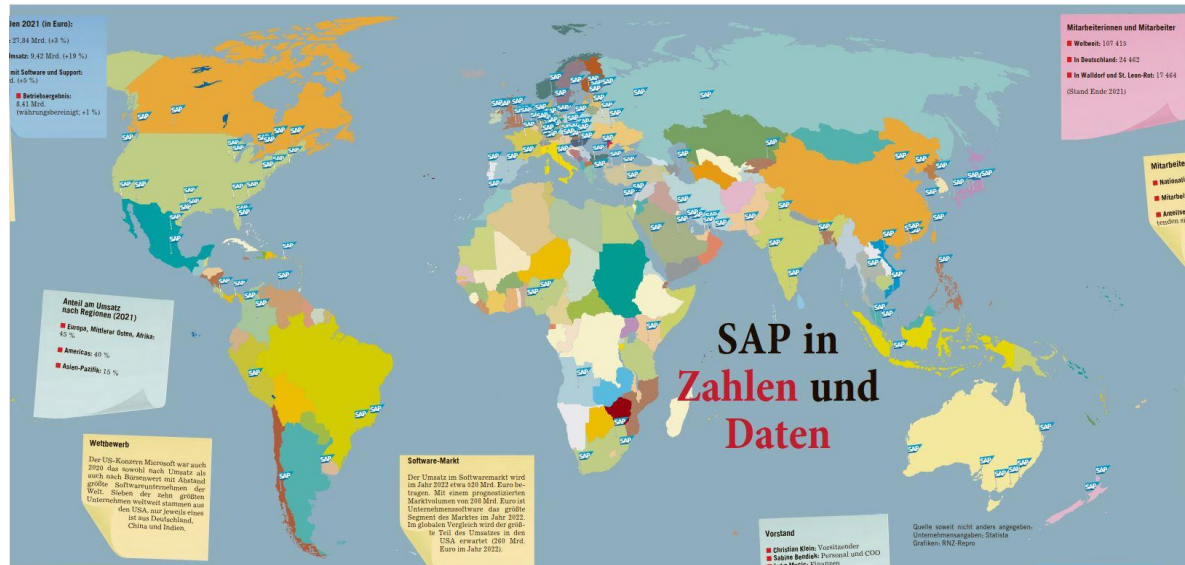 len 2021 (in Euro):
27,84 Mrd. (+3 %)
Umsatz: 9,42 Mrd. (+19 %)
mit Software und Support:
d. (+5 %)
■ Betriebsergebnis:
8,41 Mrd.
(währungsbereinigt; +1 %)
Mitarbeiterinnen und Mitarbeiter
■ Weltweit: 107 415
■ In Deutschland: 24 462
■ In Walldorf und St. Leon-Rot: 17 464
(Stand Ende 2021)
Mitarbeite
■ Nationali
■ Mitarbei
■ Anteil
tenden
SAP
SAP in
Zahlen und
Daten
Anteil am Umsatz
nach Regionen (2021)
■ Europa, Mittlerer Osten, Afrika:
45 %
■ Americas: 40 %
■ Asien-Pazifik: 15 %
Wettbewerb
Der US-Konzern Microsoft war auch
2020 das sowohl nach Umsatz als
auch nach Börsenwert mit Abstand
größte Softwareunternehmen der
Welt. Sieben der zehn größten
Unternehmen weltweit stammen aus
den USA, nur jeweils eines
ist aus Deutschland,
China und Indien.
Software-Markt
Der Umsatz im Softwaremarkt wird
im Jahr 2022 etwa 520 Mrd. Euro be-
tragen. Mit einem prognostizierten
Marktvolumen von 208 Mrd. Euro ist
Unternehmenssoftware das größte
Segment des Marktes im Jahr 2022.
Im globalen Vergleich wird der größ-
te Teil des Umsatzes in den
USA erwartet (269 Mrd.
Euro im Jahr 2022).
Vorstand
■ Christian Klein: Vorsitzender
■ Sabine Bendiek: Personal und COO
Finanzen
Quelle soweit nicht anders angegeben:
Unternehmensangaben; Statista
Grafiken: RNZ-Repro